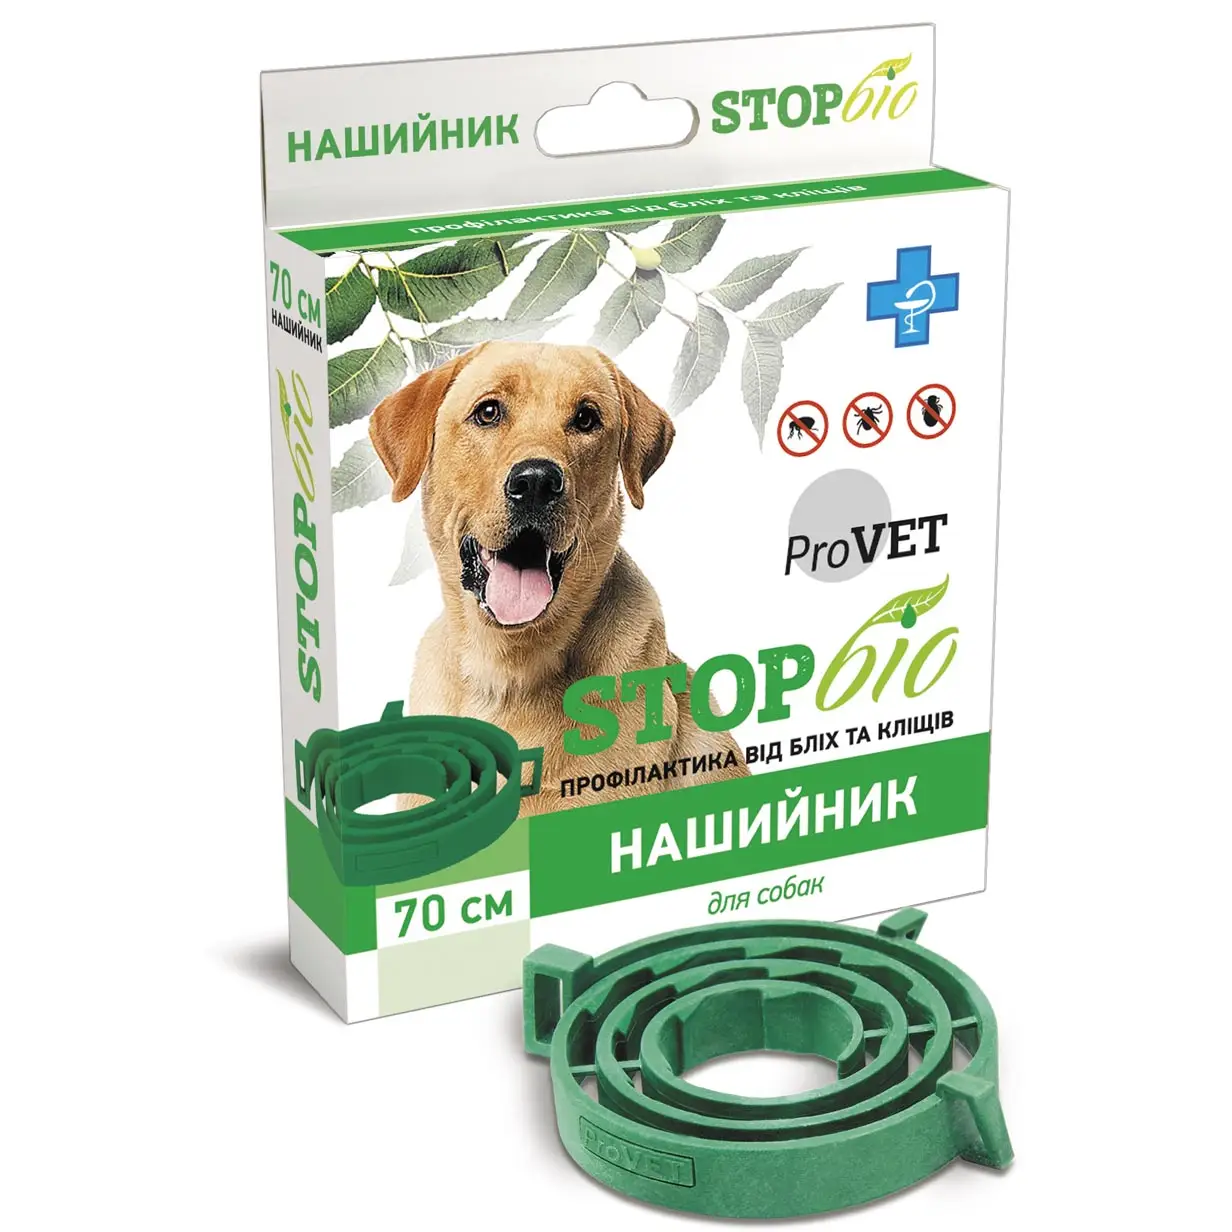 НАШИЙНИК
STOPбіо
профілактика від бліх та кліщів
70 см
НАШИЙНИК
STOPбіо
ProVET
STOPбіо
ПРОФІЛАКТИКА ВІД БЛІХ ТА КЛІЩІВ
НАШИЙНИК
для собак
70 см
ProVET